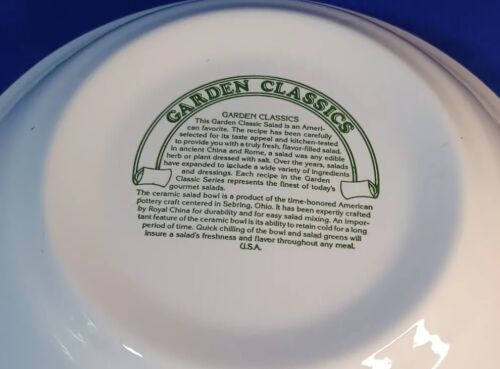 GARDEN CLASSICS
GARDEN CLASSICS
This Garden Classic Salad is an Ameri-
can favorite. The recipe has been carefully
selected for its taste appeal and kitchen-tested
to provide you with a truly fresh, flavor-filled salad.
In ancient China and Rome, a salad was any edible
herb or plant dressed with salt. Over the years, salads
have expanded to include a wide variety of ingredients
and dressings. Each recipe in the Garden
Classic Series represents the finest of today's
gourmet salads.
The ceramic salad bowl is a product of the time-honored American
pottery craft centered in Sebring, Ohio. It has been expertly crafted
by Royal China for durability and for easy salad mixing. An impor-
tant feature of the ceramic bowl is its ability to retain cold for a long
period of time. Quick chilling of the bowl and salad greens will
insure a salad's freshness and flavor throughout any meal.
U.S.A.